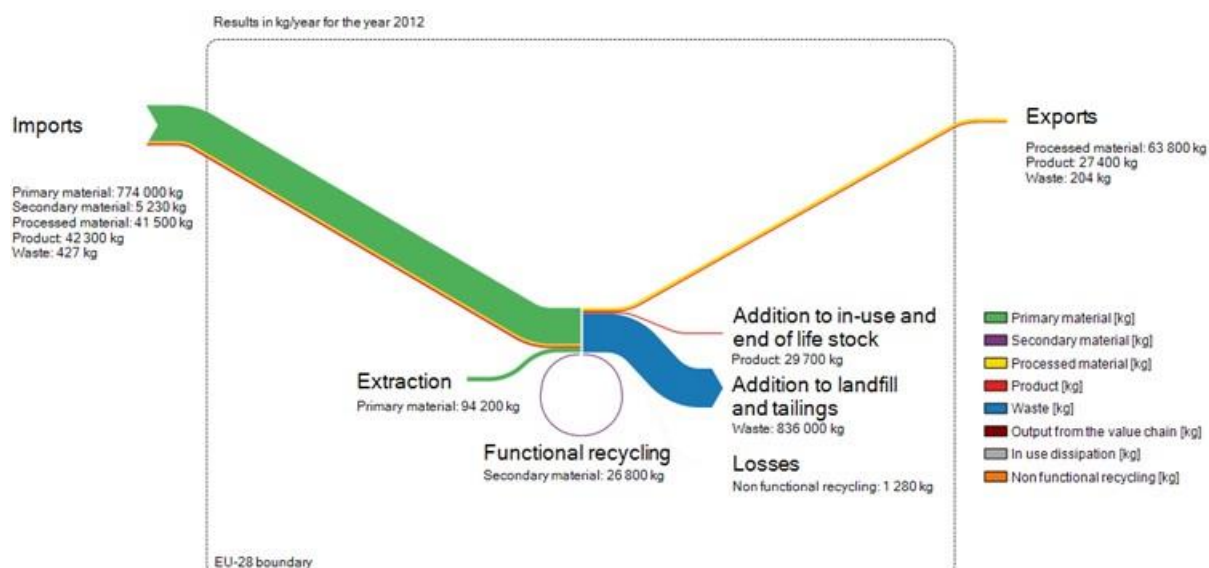 Results in kg/year for the year 2012
Imports
Primary material: 774 000 kg
Secondary material: 5 230 kg
Processed material: 41 500 kg
Product: 42 300 kg
Waste: 427 kg
Exports
Processed material: 63 800 kg
Product: 27 400 kg
Waste: 204 kg
Extraction
Primary material: 94 200 kg
Functional recycling
Secondary material: 26 800 kg
Addition to in-use and
end of life stock
Product: 29 700 kg
Addition to landfill
and tailings
Waste: 836 000 kg
Losses
Non functional recycling: 1 280 kg
Primary material [kg]
Secondary material [kg]
Processed material [kg]
Product [kg]
Waste [kg]
Output from the value chain [kg]
In use dissipation [kg]
Non functional recycling [kg]
EU-28 boundary